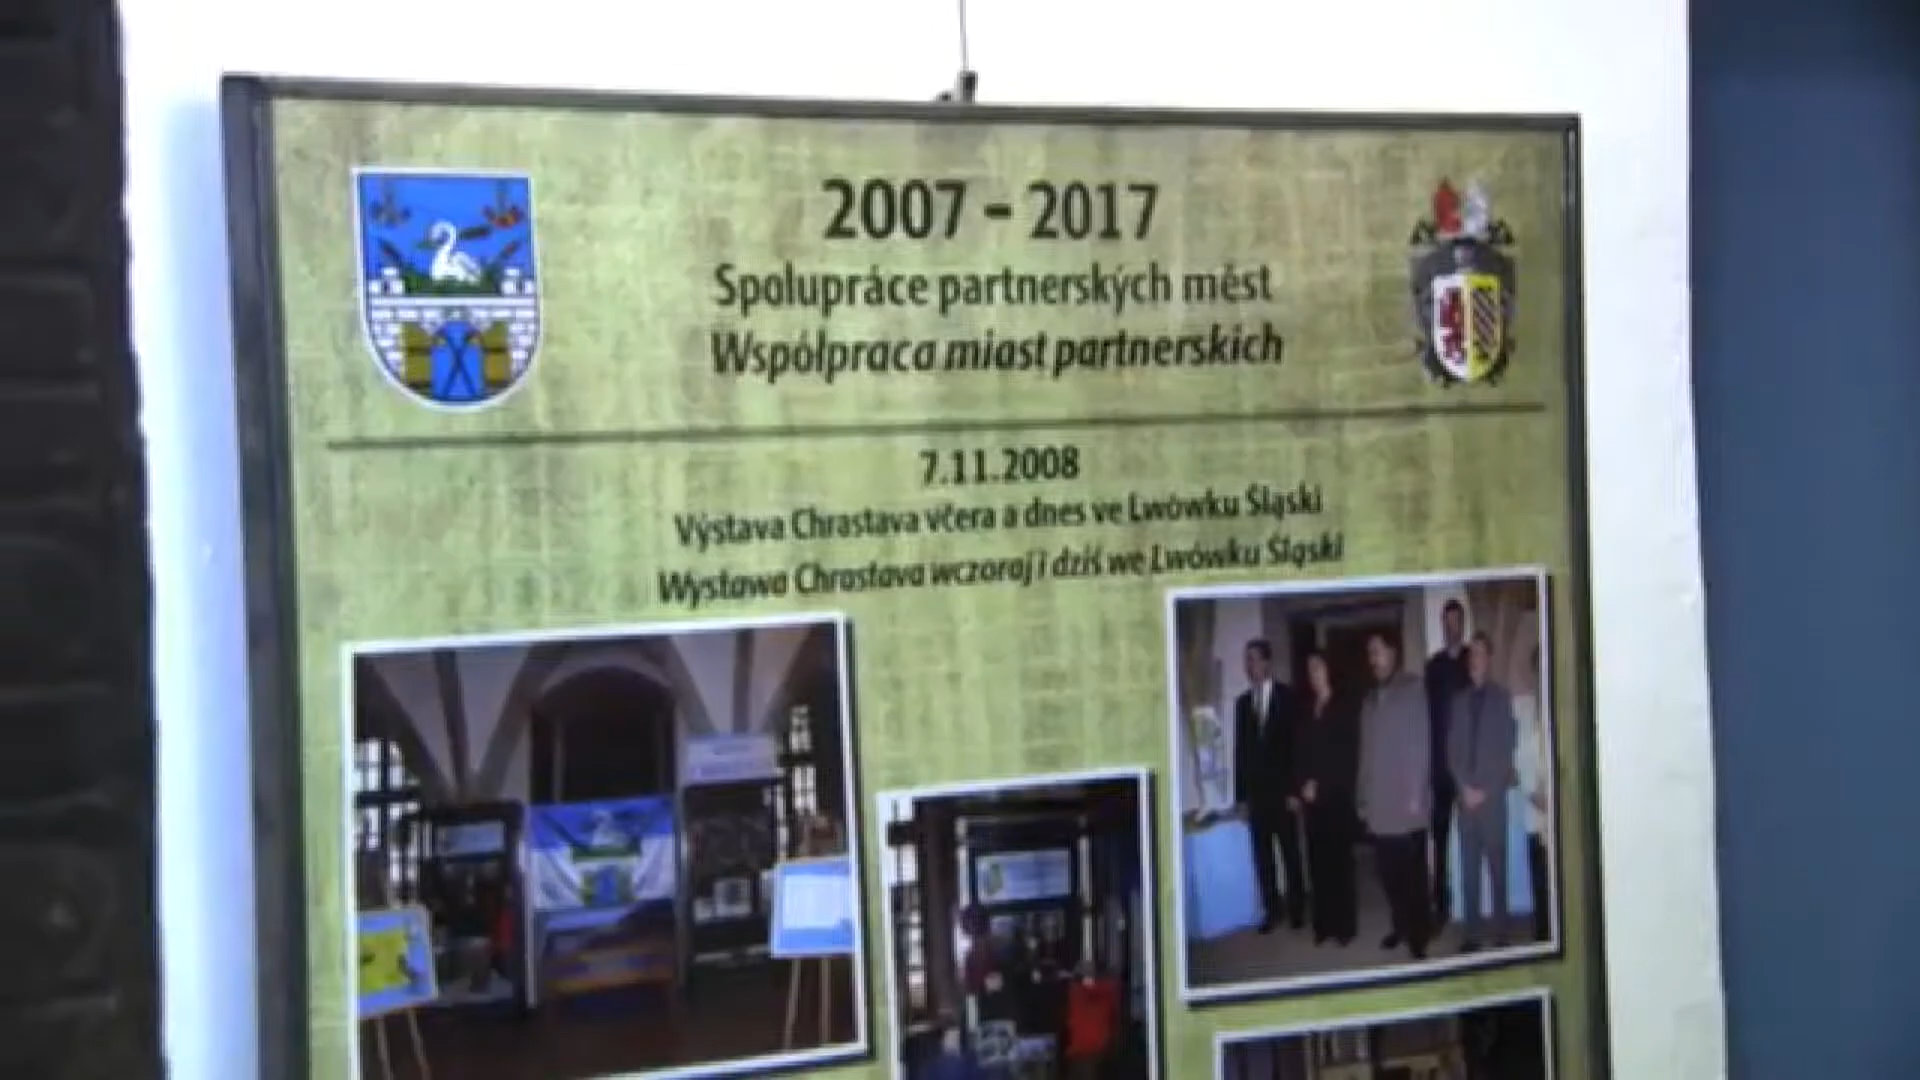 2007 - 2017
Spolupráce partnerských měst
Współpraca miast partnerskich
7.11.2008
Výstava Chrastava včera a dnes ve Lwówku Śląski
Wystawa Chrastava wczoraj i dziś we Lwówku Śląski